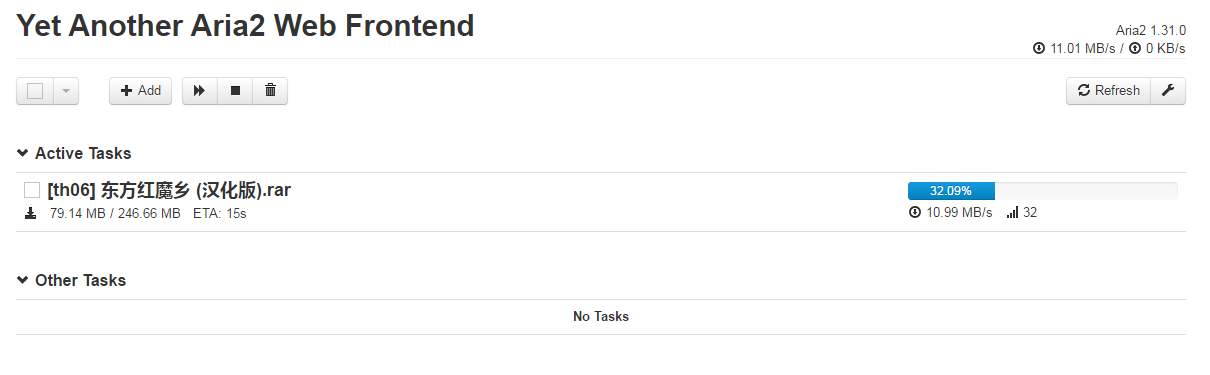 Yet Another Aria2 Web Frontend
Aria2 1.31.0
11.01 MB/s / 0 KB/s
Add
Refresh
Active Tasks
[th06] 东方红魔乡 (汉化版).rar
32.09%
79.14 MB / 246.66 MB ETA: 15s
10.99 MB/s 32
Other Tasks
No Tasks